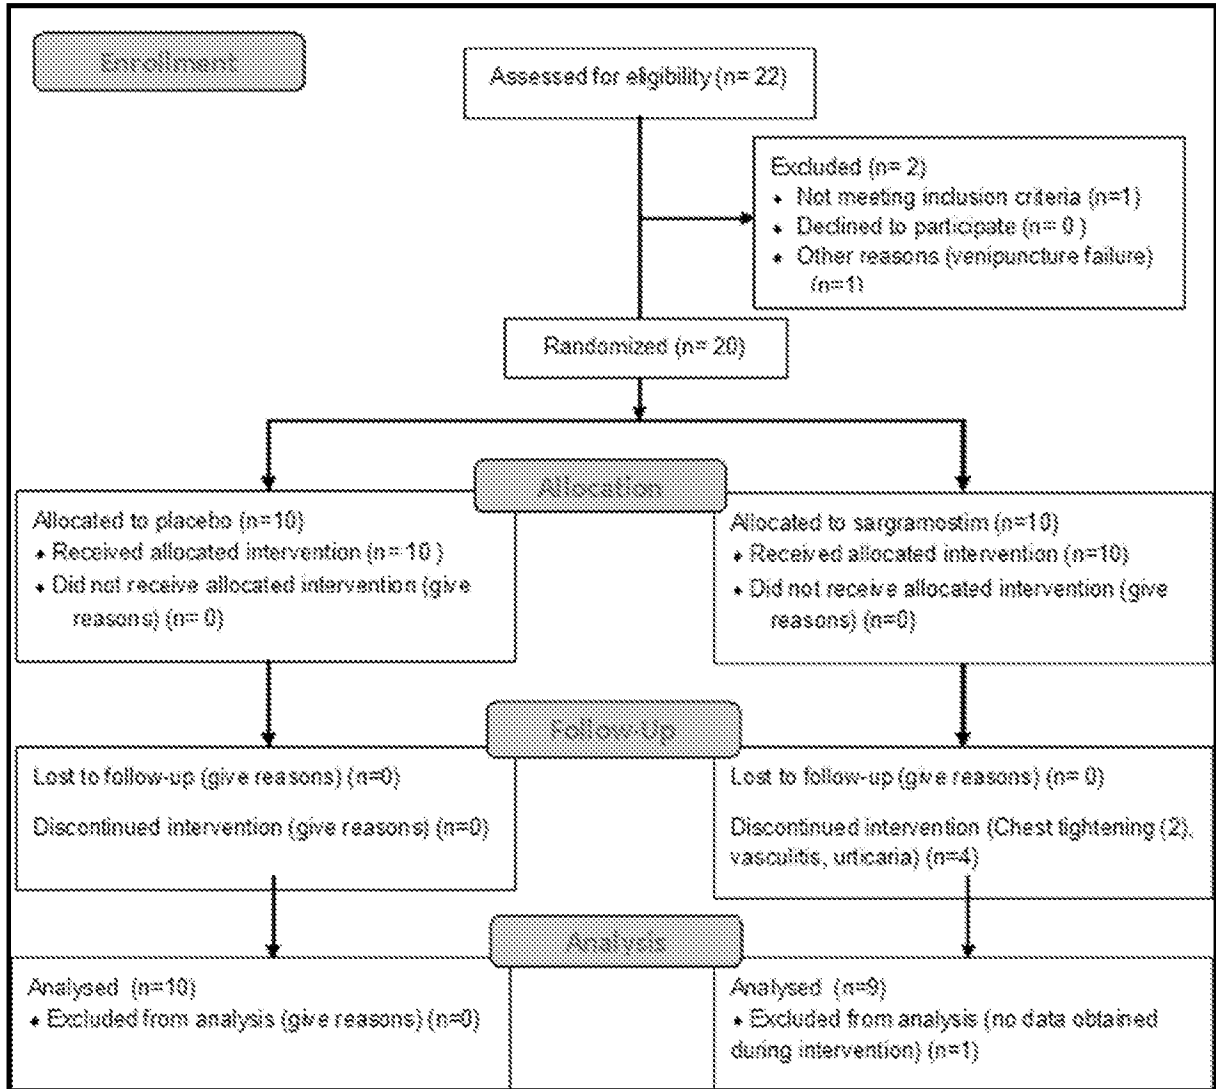 Enrollment
Assessed for eligibility (n= 22)
Excluded (n= 2)
• Not meeting inclusion criteria (n=1)
• Declined to participate (n= 0 )
• Other reasons (venipuncture failure)
(n=1)
Randomized (n= 20)
Allocation
Allocated to placebo (n=10)
• Received allocated intervention (n= 10 )
• Did not receive allocated intervention (give
reasons) (n= 0)
Allocated to sargramostim (n=10)
• Received allocated intervention (n=10)
• Did not receive allocated intervention (give
reasons) (n=0)
Follow-Up
Lost to follow-up (give reasons) (n=0)
Discontinued intervention (give reasons) (n=0)
Lost to follow-up (give reasons) (n= 0)
Discontinued intervention (Chest tightening (2),
vasculitis, urticaria) (n=4)
Analysis
Analysed (n=10)
• Excluded from analysis (give reasons) (n=0)
Analysed (n=9)
• Excluded from analysis (no data obtained
during intervention) (n=1)